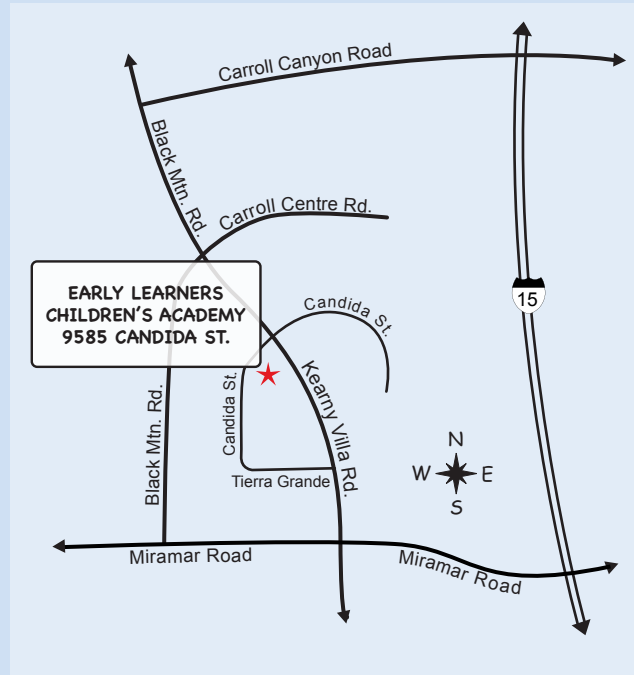 Carroll Canyon Road
Black Mtn. Rd.
Carroll Centre Rd.
EARLY LEARNERS
CHILDREN'S ACADEMY
9585 CANDIDA ST.
15
Candida St.
Candida St.
Kearny Villa Rd.
Black Mtn. Rd.
Tierra Grande
N
W E
S
Miramar Road
Miramar Road